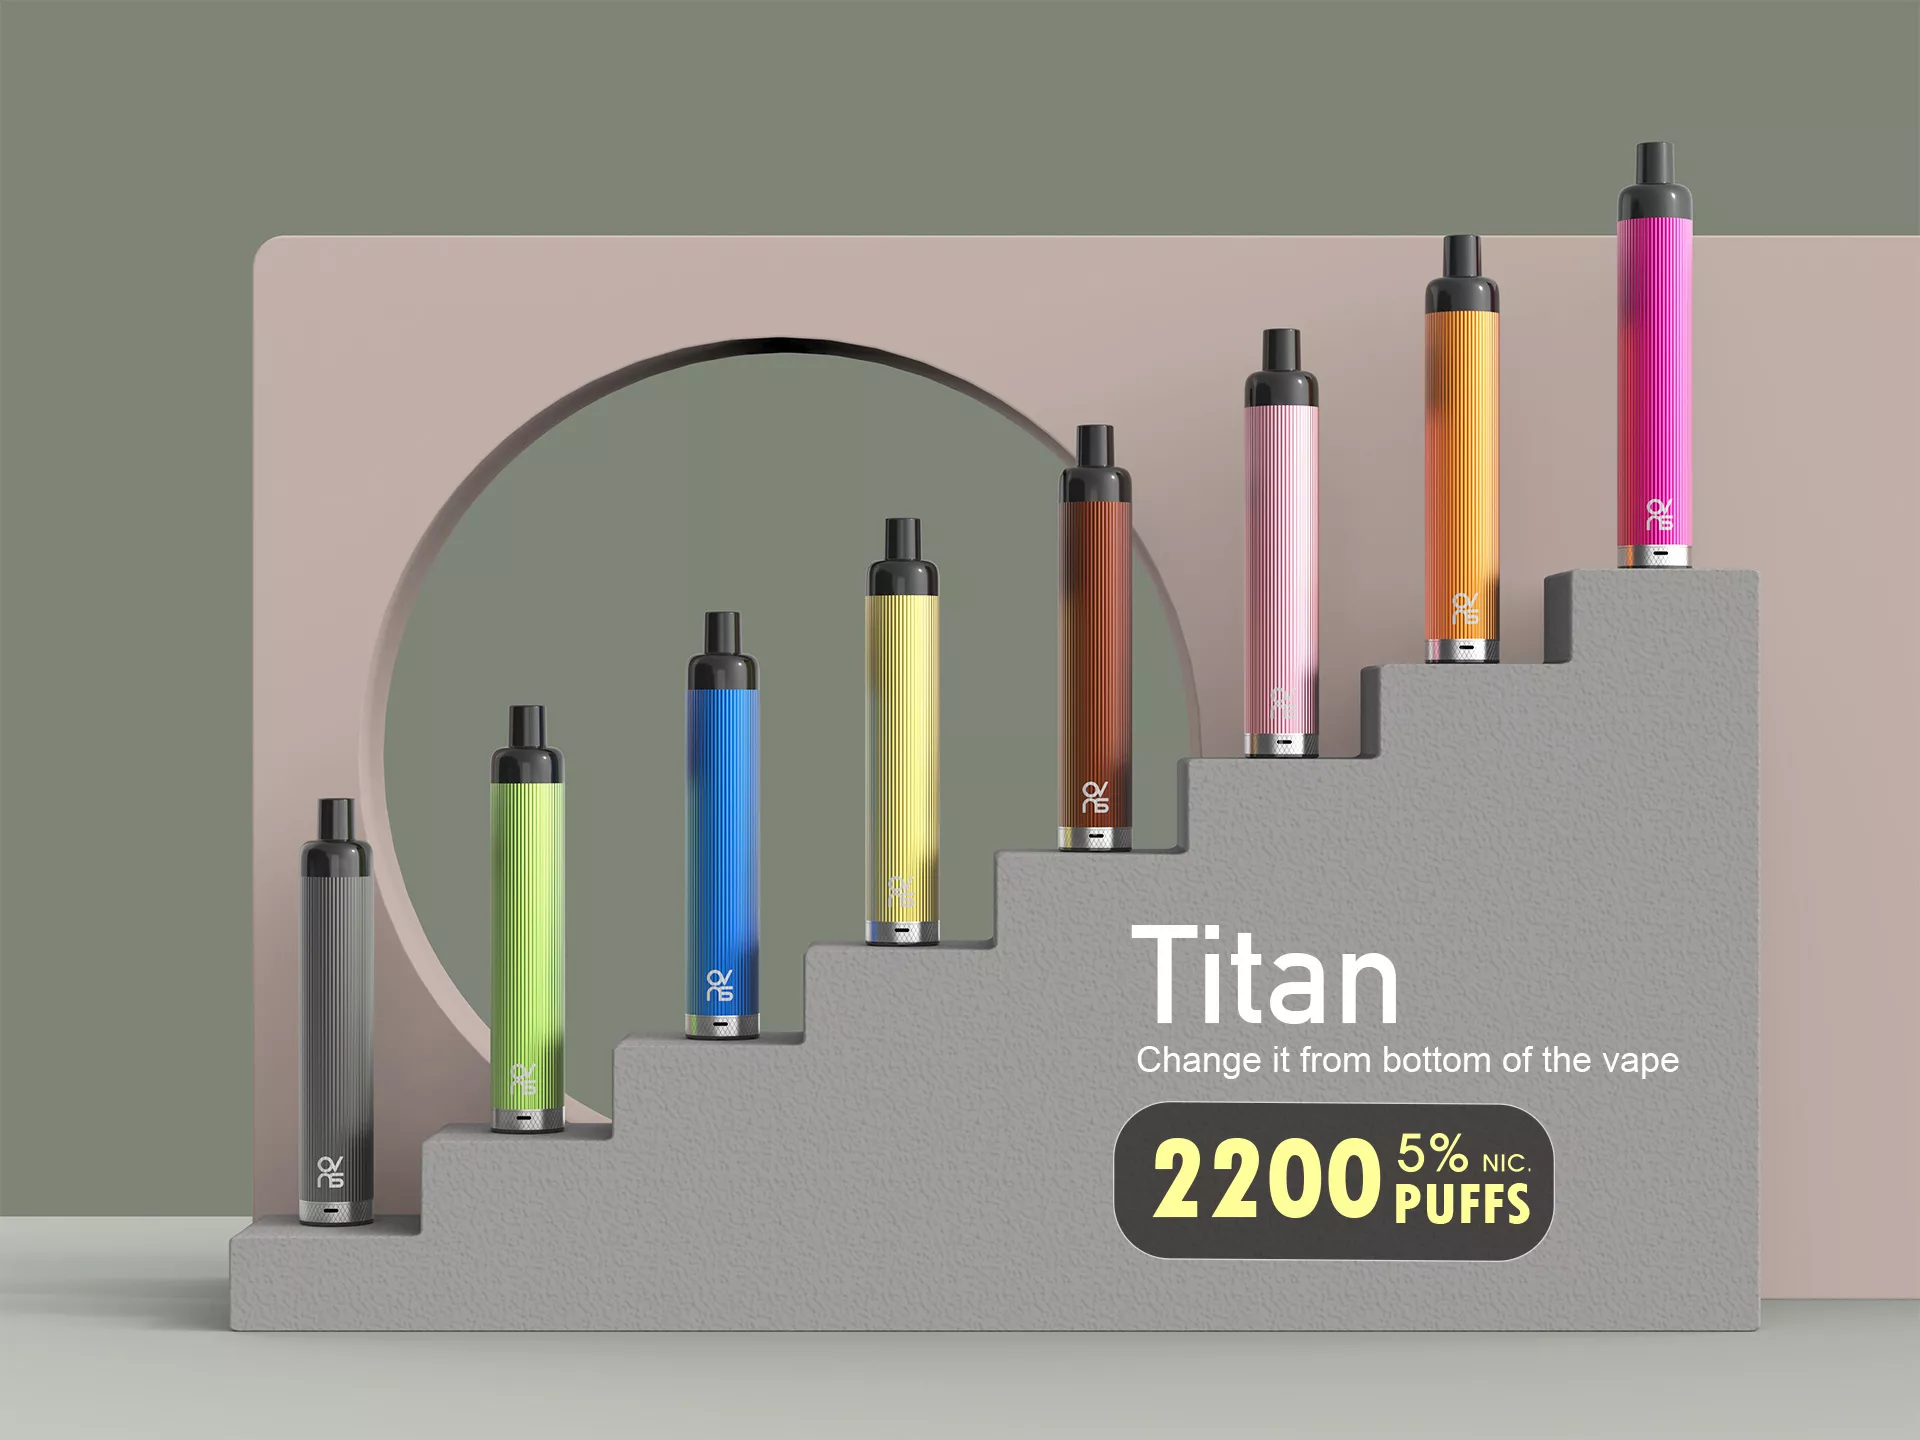 Titan
Change it from bottom of the vape
2200 5% NIC.
PUFFS